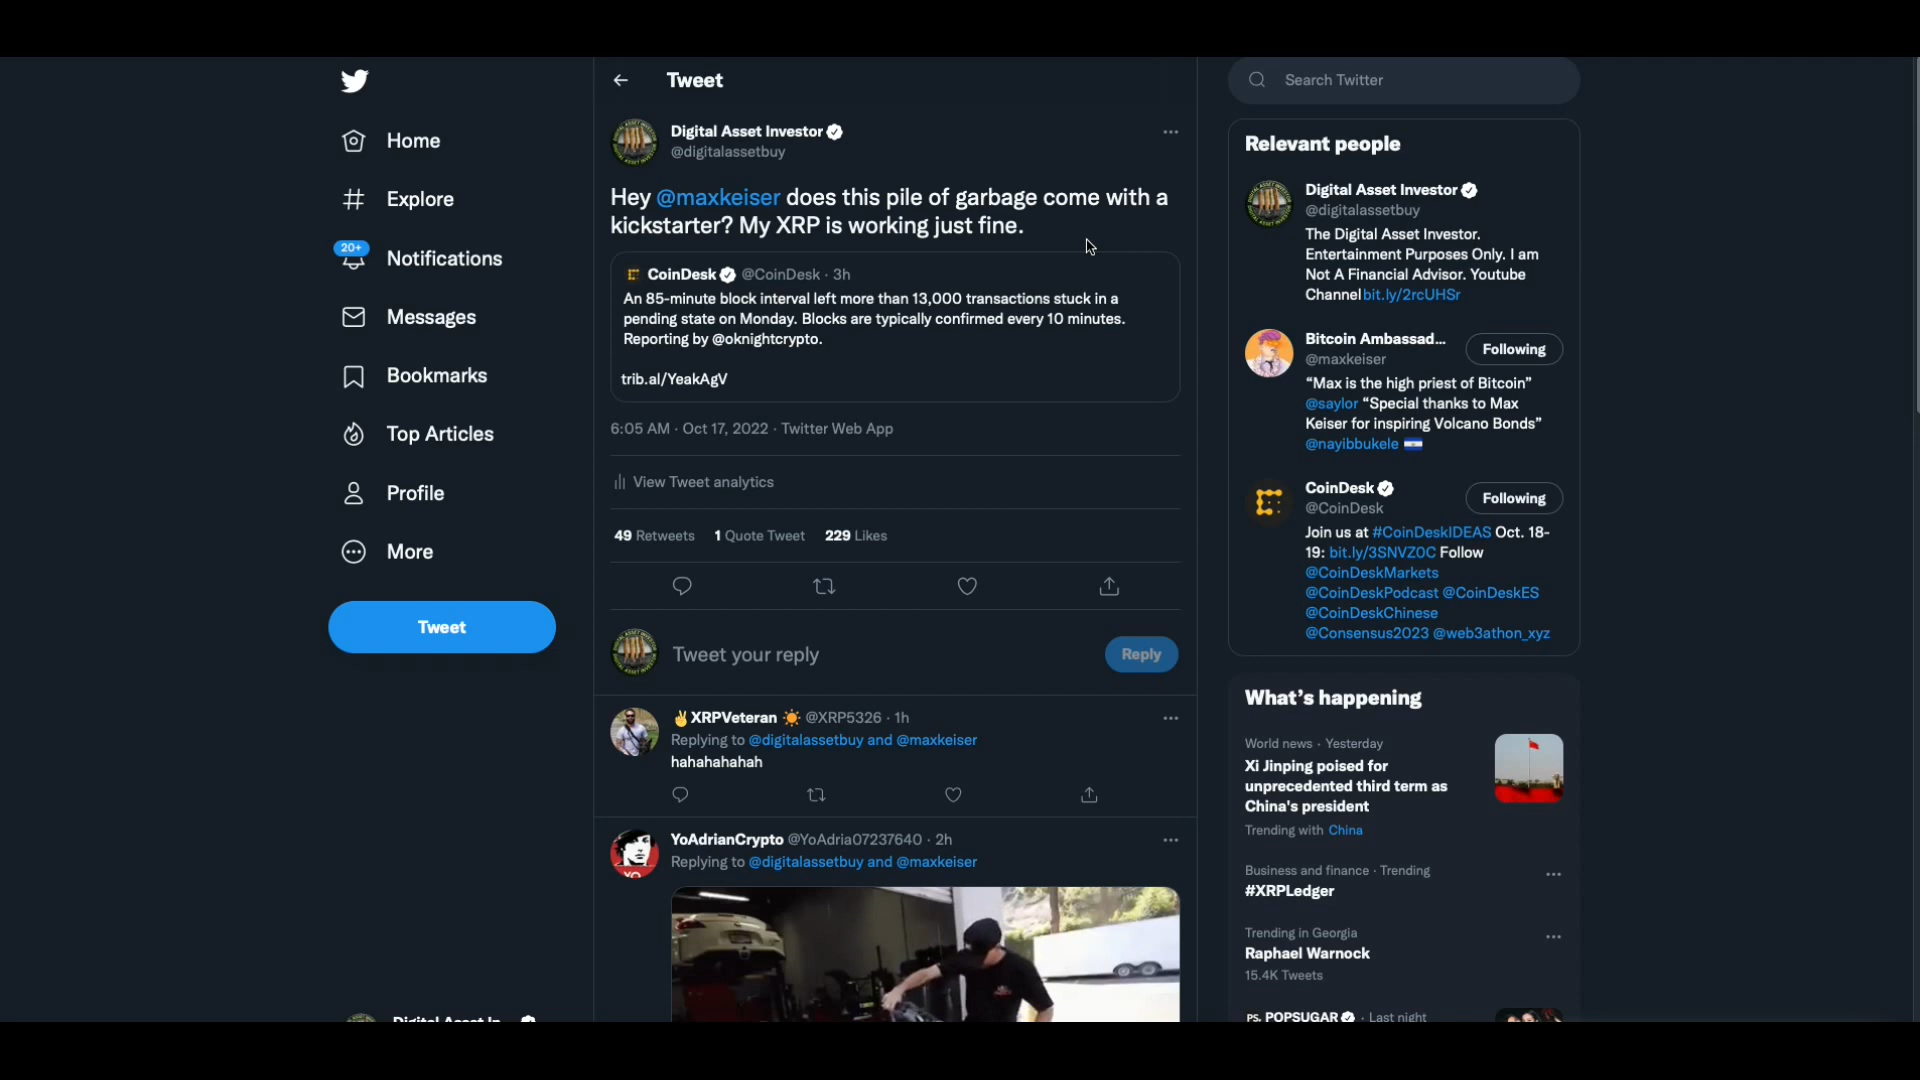 Home
Explore
20+
Notifications
Messages
Bookmarks
Top Articles
Profile
More
Tweet
Tweet
Digital Asset Investor
@digitalassetbuy
Hey @maxkeiser does this pile of garbage come with a
kickstarter? My XRP is working just fine.
CoinDesk @CoinDesk · 3h
An 85-minute block interval left more than 13,000 transactions stuck in a
pending state on Monday. Blocks are typically confirmed every 10 minutes.
Reporting by @oknightcrypto.
trib.al/YeakAgV
6:05 AM · Oct 17, 2022 · Twitter Web App
View Tweet analytics
49 Retweets 1 Quote Tweet 229 Likes
Tweet your reply
Reply
XRPVeteran @XRP5326 · 1h
Replying to @digitalassetbuy and @maxkeiser
hahahahahah
YoAdrianCrypto @YoAdria07237640 · 2h
Replying to @digitalassetbuy and @maxkeiser
Search Twitter
Relevant people
Digital Asset Investor
@digitalassetbuy
The Digital Asset Investor.
Entertainment Purposes Only. I am
Not A Financial Advisor. Youtube
Channel bit.ly/2rcUHSr
Bitcoin Ambassad...
@maxkeiser
Following
“Max is the high priest of Bitcoin”
@saylor “Special thanks to Max
Keiser for inspiring Volcano Bonds”
@nayibbukele
CoinDesk
@CoinDesk
Following
Join us at #CoinDeskIDEAS Oct. 18-
19: bit.ly/3SNVZ0C Follow
@CoinDeskMarkets
@CoinDeskPodcast @CoinDeskES
@CoinDeskChinese
@Consensus2023 @web3athon_xyz
What’s happening
World news · Yesterday
Xi Jinping poised for
unprecedented third term as
China's president
Trending with China
Business and finance · Trending
#XRPLedger
Trending in Georgia
Raphael Warnock
15.4K Tweets
PS. POPSUGAR · Last night